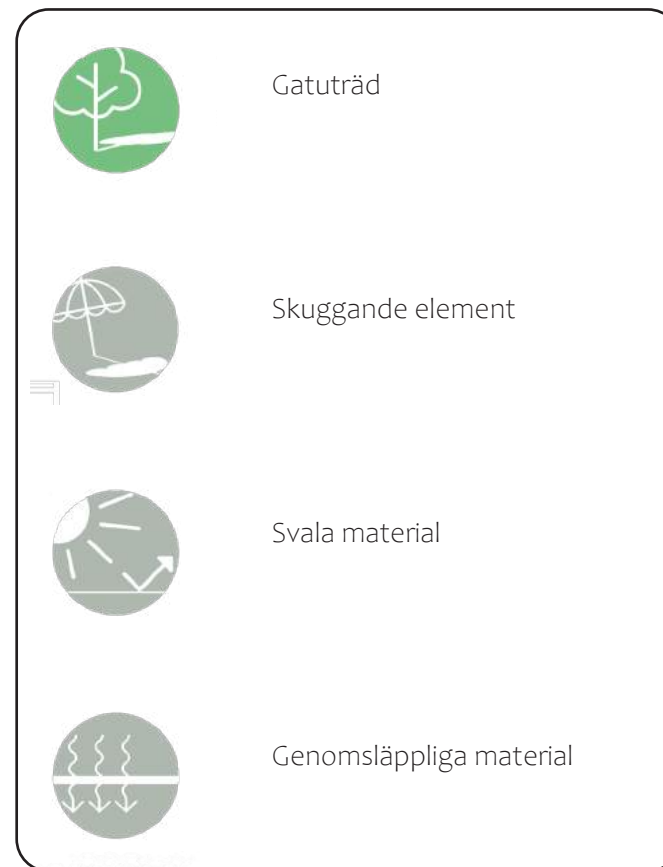 Gatuträd
Skuggande element
Svala material
Genomsläppliga material